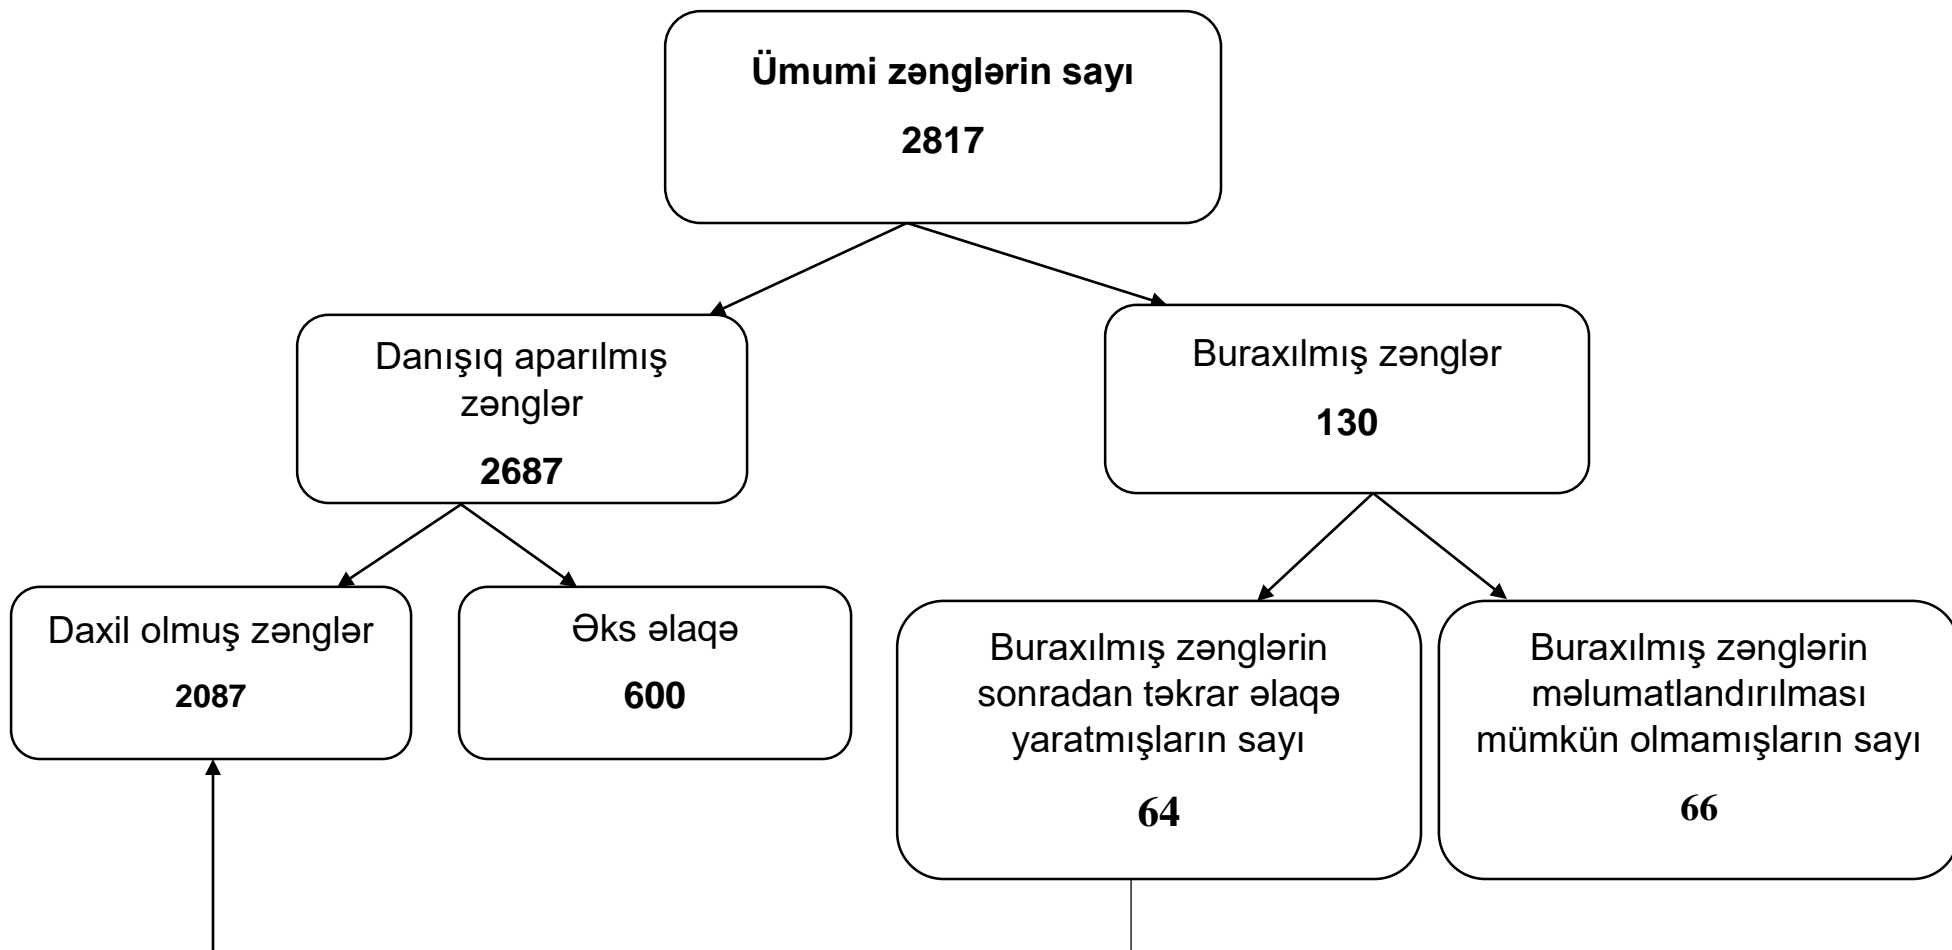 Ümumi zənglərin sayı
2817
Danışıq aparılmış
zənglər
2687
Buraxılmış zənglər
130
Daxil olmuş zənglər
2087
Əks əlaqə
600
Buraxılmış zənglərin
sonradan təkrar əlaqə
yaratmışların sayı
64
Buraxılmış zənglərin
məlumatlandırılması
mümkün olmamışların sayı
66